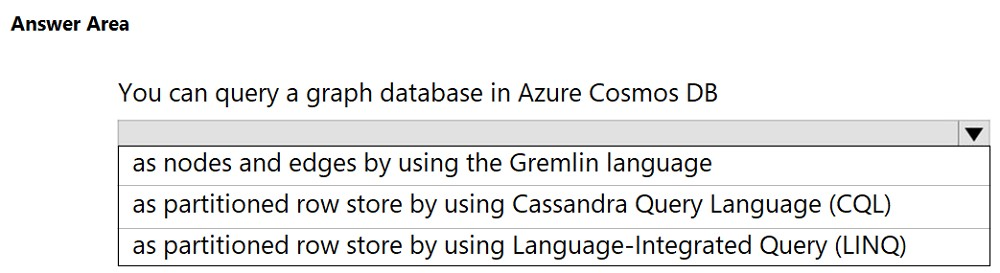 Answer Area
You can query a graph database in Azure Cosmos DB
as nodes and edges by using the Gremlin language
as partitioned row store by using Cassandra Query Language (CQL)
as partitioned row store by using Language-Integrated Query (LINQ)